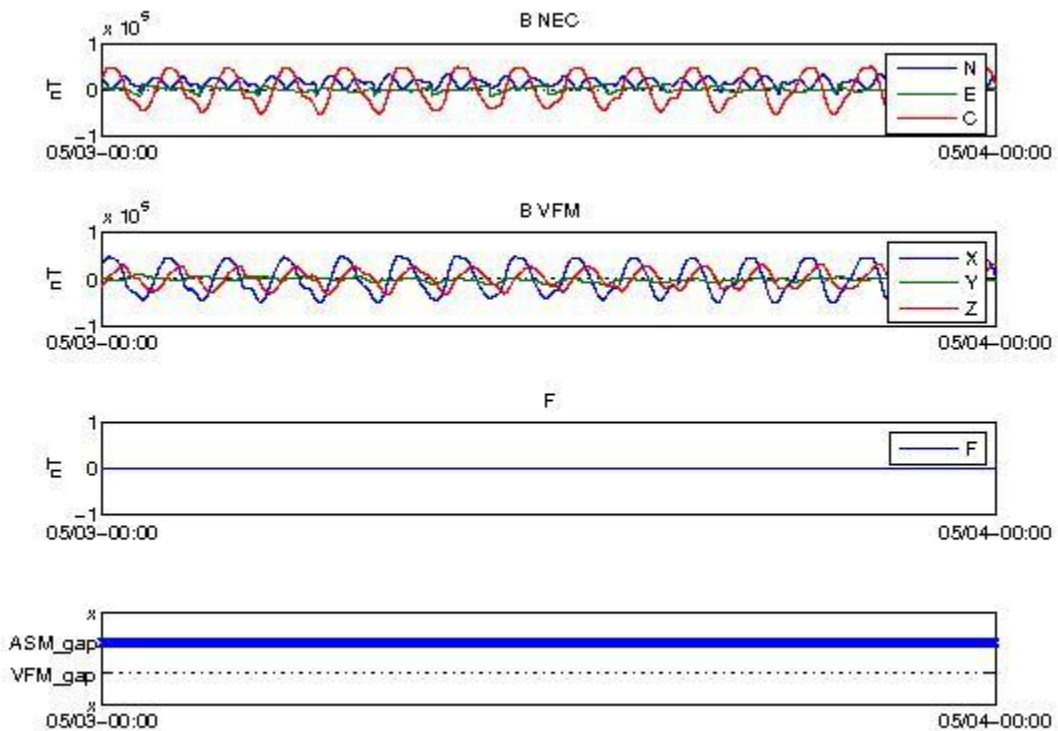 B NEC
x 10^5
1
0
-1
nT
N
E
C
05/03-00:00
05/04-00:00
B VFM
x 10^5
1
0
-1
nT
X
Y
Z
05/03-00:00
05/04-00:00
F
1
0
-1
nT
F
05/03-00:00
05/04-00:00
x
ASM_gap
VFM_gap
x
05/03-00:00
05/04-00:00